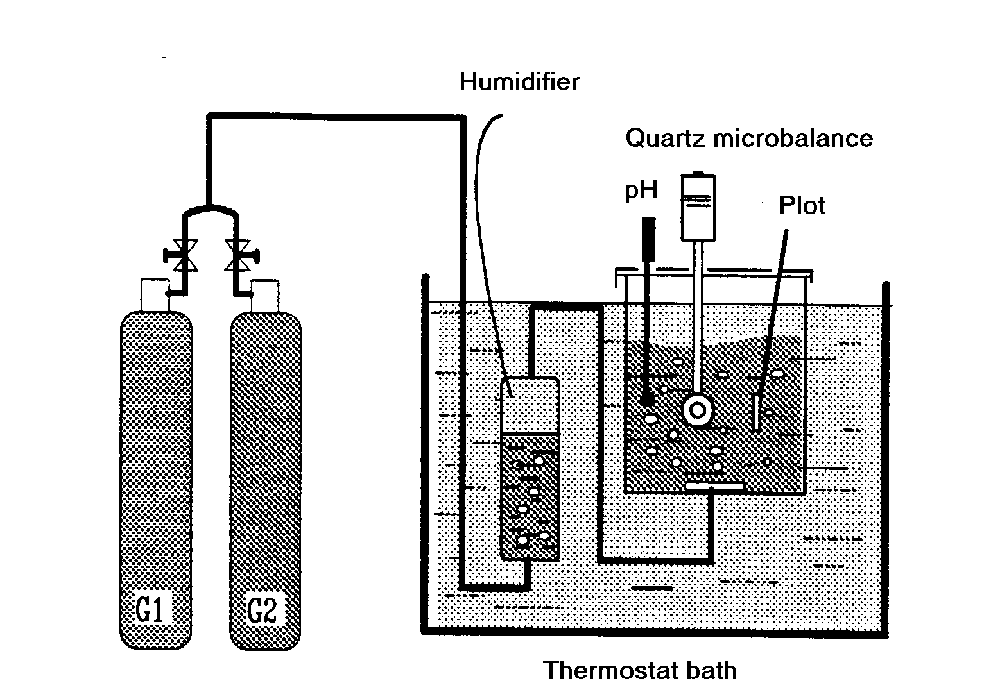 Humidifier
Quartz microbalance
pH
Plot
G1
G2
Thermostat bath